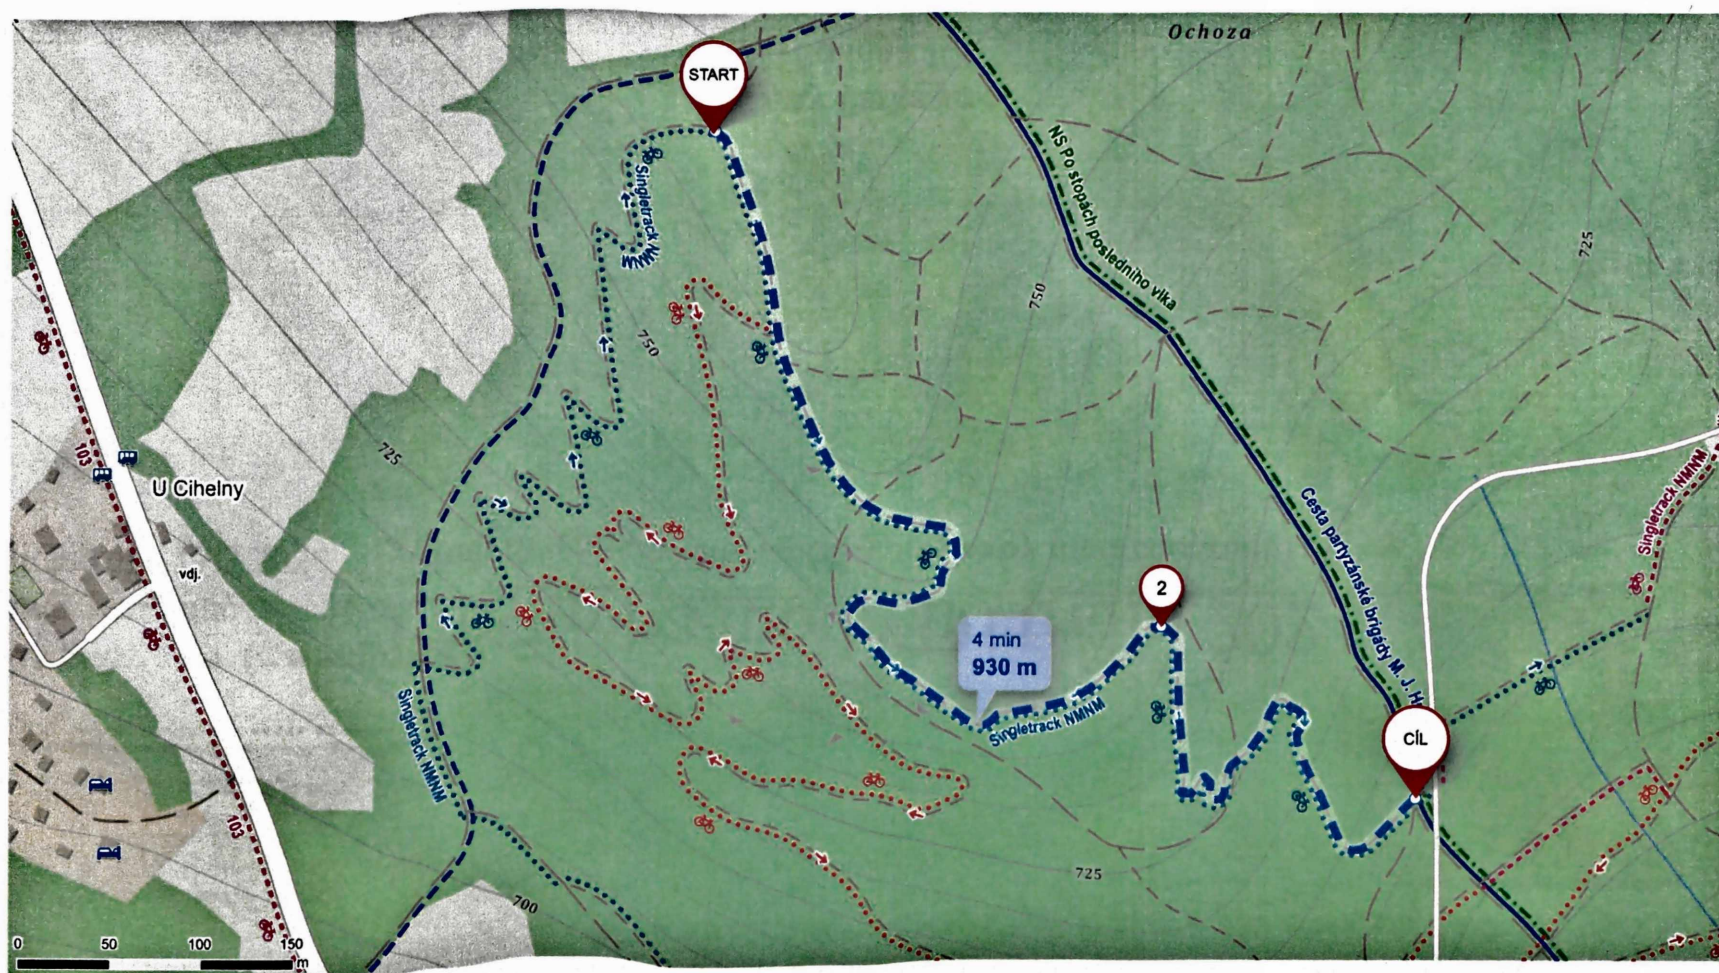 Ochoza
START
NS Po stopách posledního vlka
Singletrack NMNM
725
750
750
725
103
U Cihelny
vdj.
Singletrack NMNM
Cesta partyzánské brigády M. J. H
2
4 min
930 m
Singletrack NMNM
Singletrack NMNM
CÍL
103
725
700
0 50 100 150
m